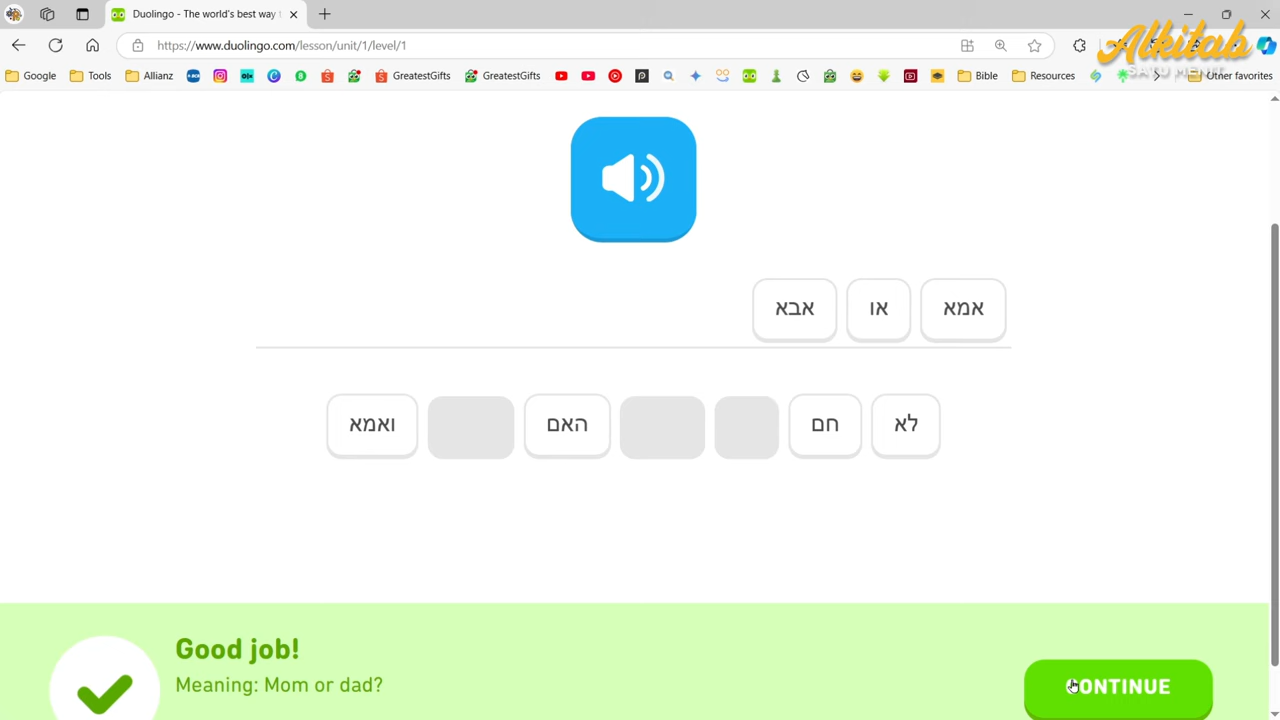 Duolingo - The world's best way t
https://www.duolingo.com/lesson/unit/1/level/1
Alkitab
SATU MENIT
Google Tools Allianz GreatestGifts GreatestGifts Bible Resources Other favorites
אמא או אבא
לא חם האם ואמא
Good job!
Meaning: Mom or dad?
CONTINUE